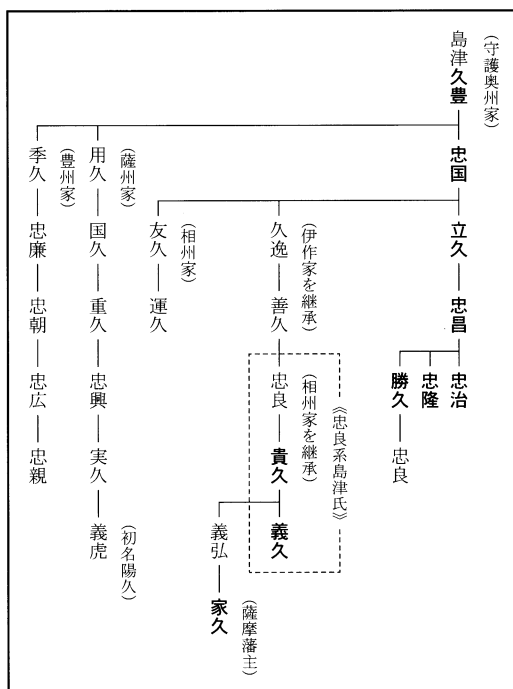 （守護奥州家）
島津久豊
忠国
立久
忠昌
忠治
忠隆
勝久
忠良
（伊作家を継承）
久逸
善久
《忠良系島津氏》
（相州家を継承）
忠良
貴久
義久
義弘
（薩摩藩主）
家久
（相州家）
友久
運久
（薩州家）
用久
国久
重久
忠興
実久
（初名陽久）
義虎
（豊州家）
季久
忠廉
忠朝
忠広
忠親